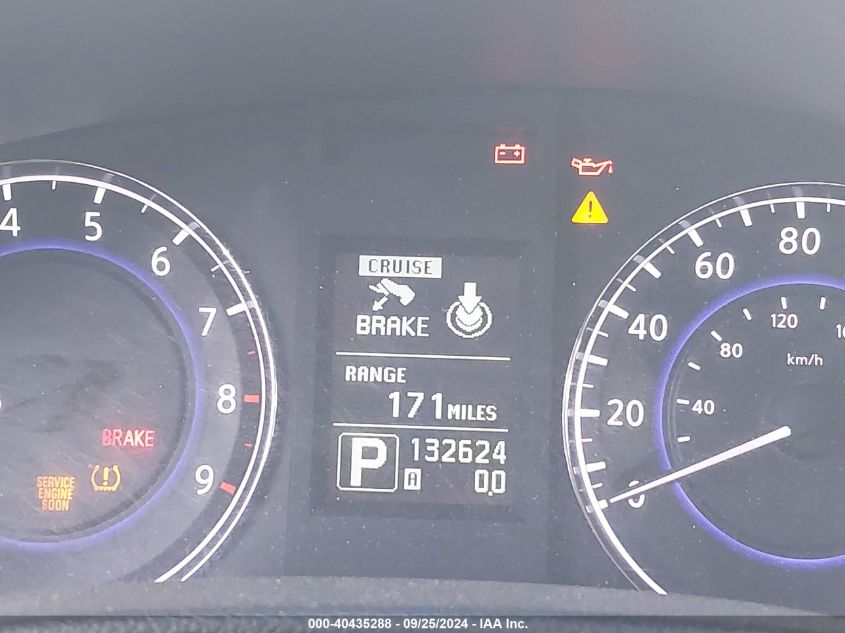 4
5
6
7
8
9
BRAKE
SERVICE
ENGINE
SOON
CRUISE
BRAKE
RANGE
171 MILES
P 132624
A 0.0
0
20
40
60
80
40
80
120
km/h
000-40435288 - 09/25/2024 - IAA Inc.